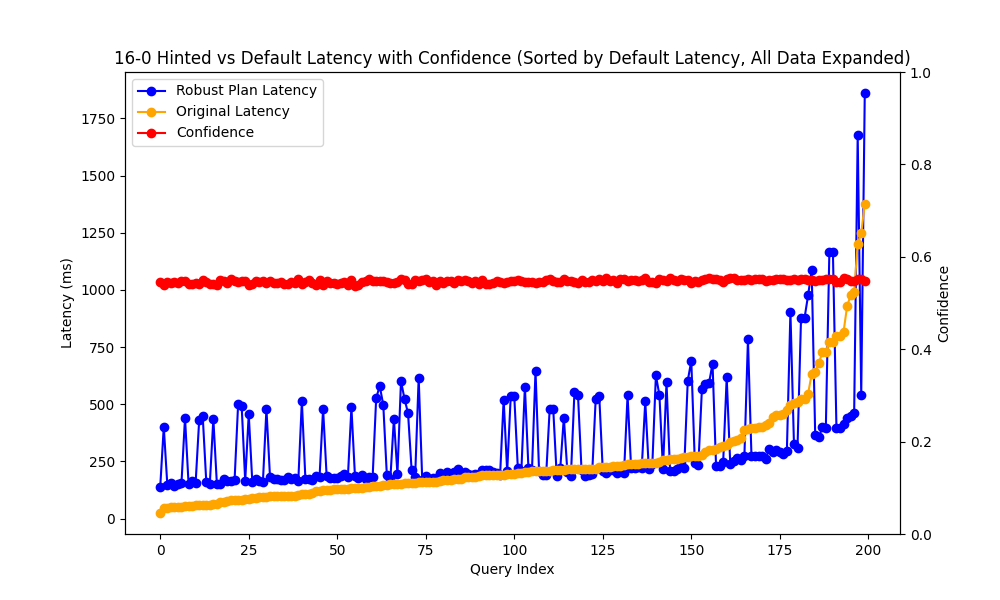 16-0 Hinted vs Default Latency with Confidence (Sorted by Default Latency, All Data Expanded)
Robust Plan Latency
Original Latency
Confidence
1750
1500
1250
1000
750
500
250
0
Latency (ms)
1.0
0.8
0.6
0.4
0.2
0.0
Confidence
0 25 50 75 100 125 150 175 200
Query Index